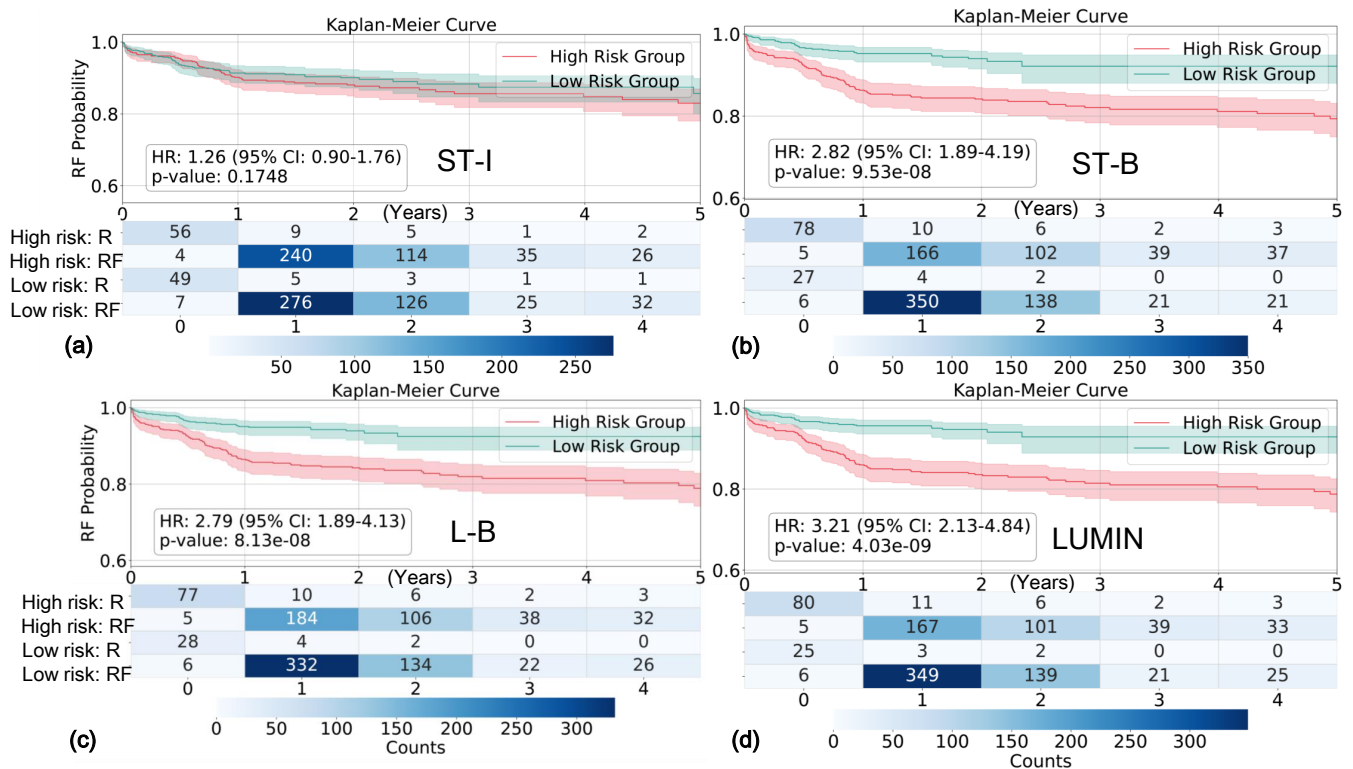 Kaplan-Meier Curve
1.0
0.8
0.6
RF Probability
High Risk Group
Low Risk Group
HR: 1.26 (95% CI: 0.90-1.76)
p-value: 0.1748
ST-I
0 1 2 (Years) 3 4 5
High risk: R 56 9 5 1 2
High risk: RF 4 240 114 35 26
Low risk: R 49 5 3 1 1
Low risk: RF 7 276 126 25 32
0 1 2 3 4
(a)
50 100 150 200 250
Kaplan-Meier Curve
1.0
0.8
0.6
High Risk Group
Low Risk Group
HR: 2.82 (95% CI: 1.89-4.19)
p-value: 9.53e-08
ST-B
0 1 2 (Years) 3 4 5
78 10 6 2 3
5 166 102 39 37
27 4 2 0 0
6 350 138 21 21
0 1 2 3 4
(b)
0 50 100 150 200 250 300 350
Kaplan-Meier Curve
1.0
0.8
0.6
RF Probability
High Risk Group
Low Risk Group
HR: 2.79 (95% CI: 1.89-4.13)
p-value: 8.13e-08
L-B
0 1 2 (Years) 3 4 5
High risk: R 77 10 6 2 3
High risk: RF 5 184 106 38 32
Low risk: R 28 4 2 0 0
Low risk: RF 6 332 134 22 26
0 1 2 3 4
(c)
0 50 100 150 200 250 300
Counts
Kaplan-Meier Curve
1.0
0.8
0.6
High Risk Group
Low Risk Group
HR: 3.21 (95% CI: 2.13-4.84)
p-value: 4.03e-09
LUMIN
0 1 2 (Years) 3 4 5
80 11 6 2 3
5 167 101 39 33
25 3 2 0 0
6 349 139 21 25
0 1 2 3 4
(d)
0 50 100 150 200 250 300
Counts